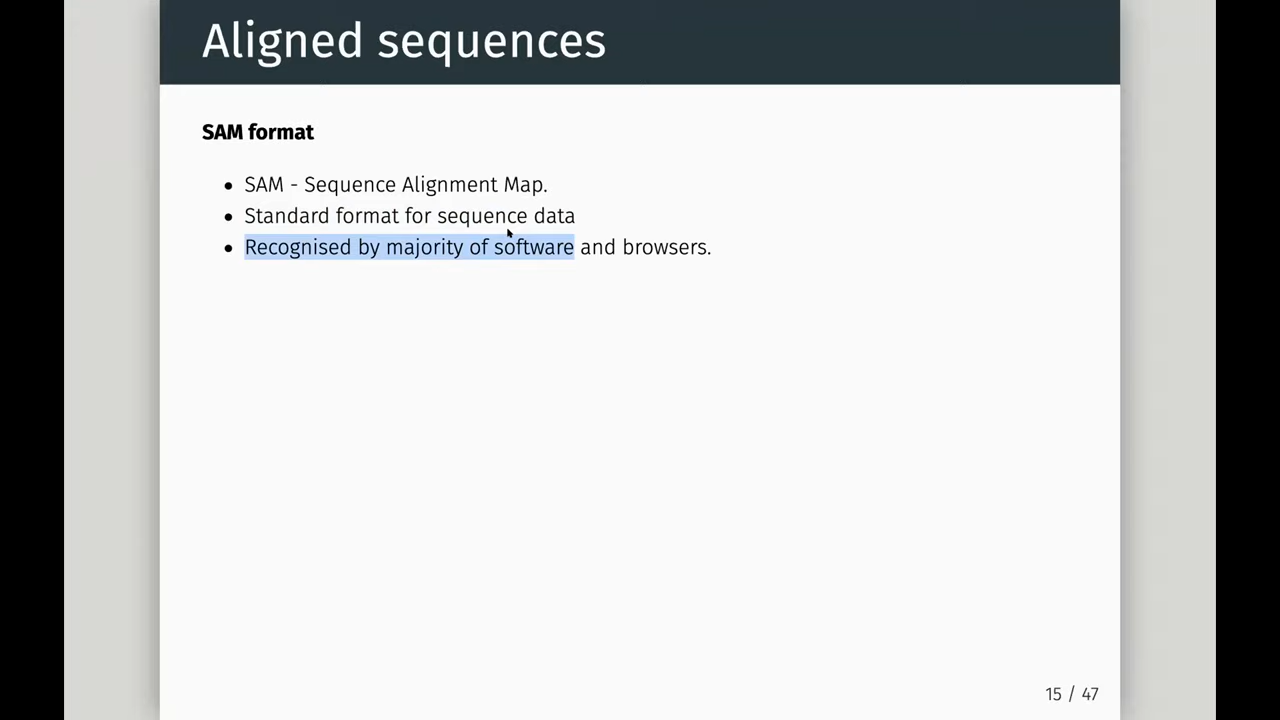 Aligned sequences
SAM format
SAM - Sequence Alignment Map.
Standard format for sequence data
Recognised by majority of software and browsers.
15 / 47